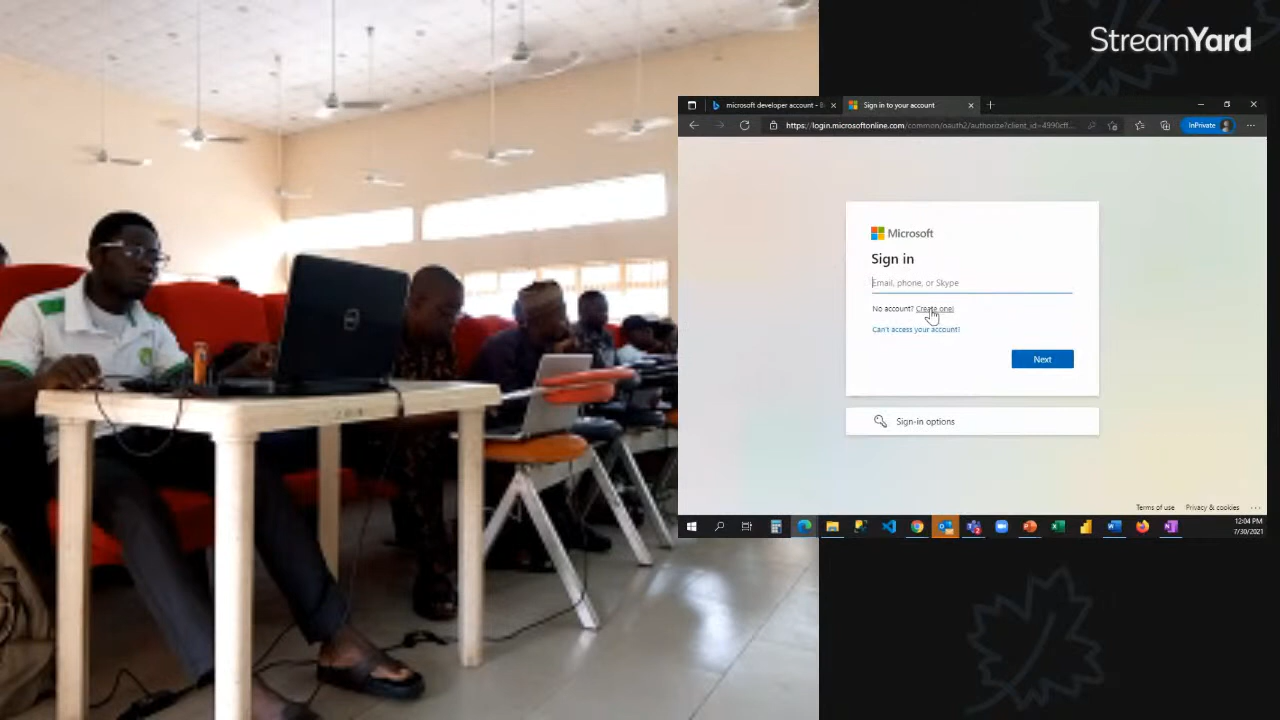 StreamYard
microsoft developer account - B
Sign in to your account
https://login.microsoftonline.com/common/oauth2/authorize?client_id=4990cff...
InPrivate
Microsoft
Sign in
Email, phone, or Skype
No account? Create one!
Can't access your account?
Next
Sign-in options
Terms of use Privacy & cookies ...
12:04 PM
7/30/2021
DELL